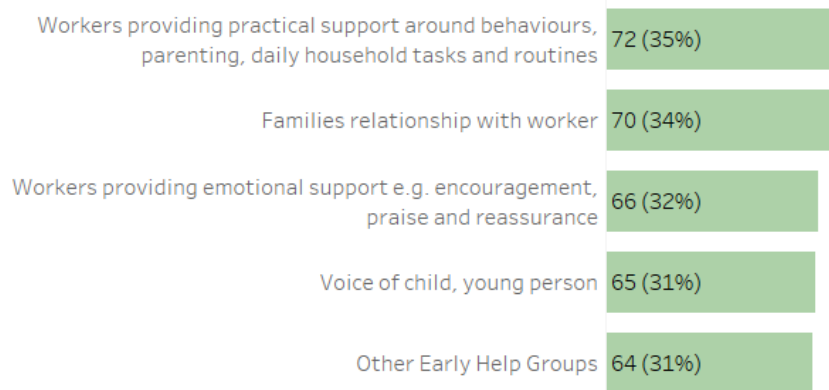 Workers providing practical support around behaviours,
parenting, daily household tasks and routines
72 (35%)
Families relationship with worker
70 (34%)
Workers providing emotional support e.g. encouragement,
praise and reassurance
66 (32%)
Voice of child, young person
65 (31%)
Other Early Help Groups
64 (31%)